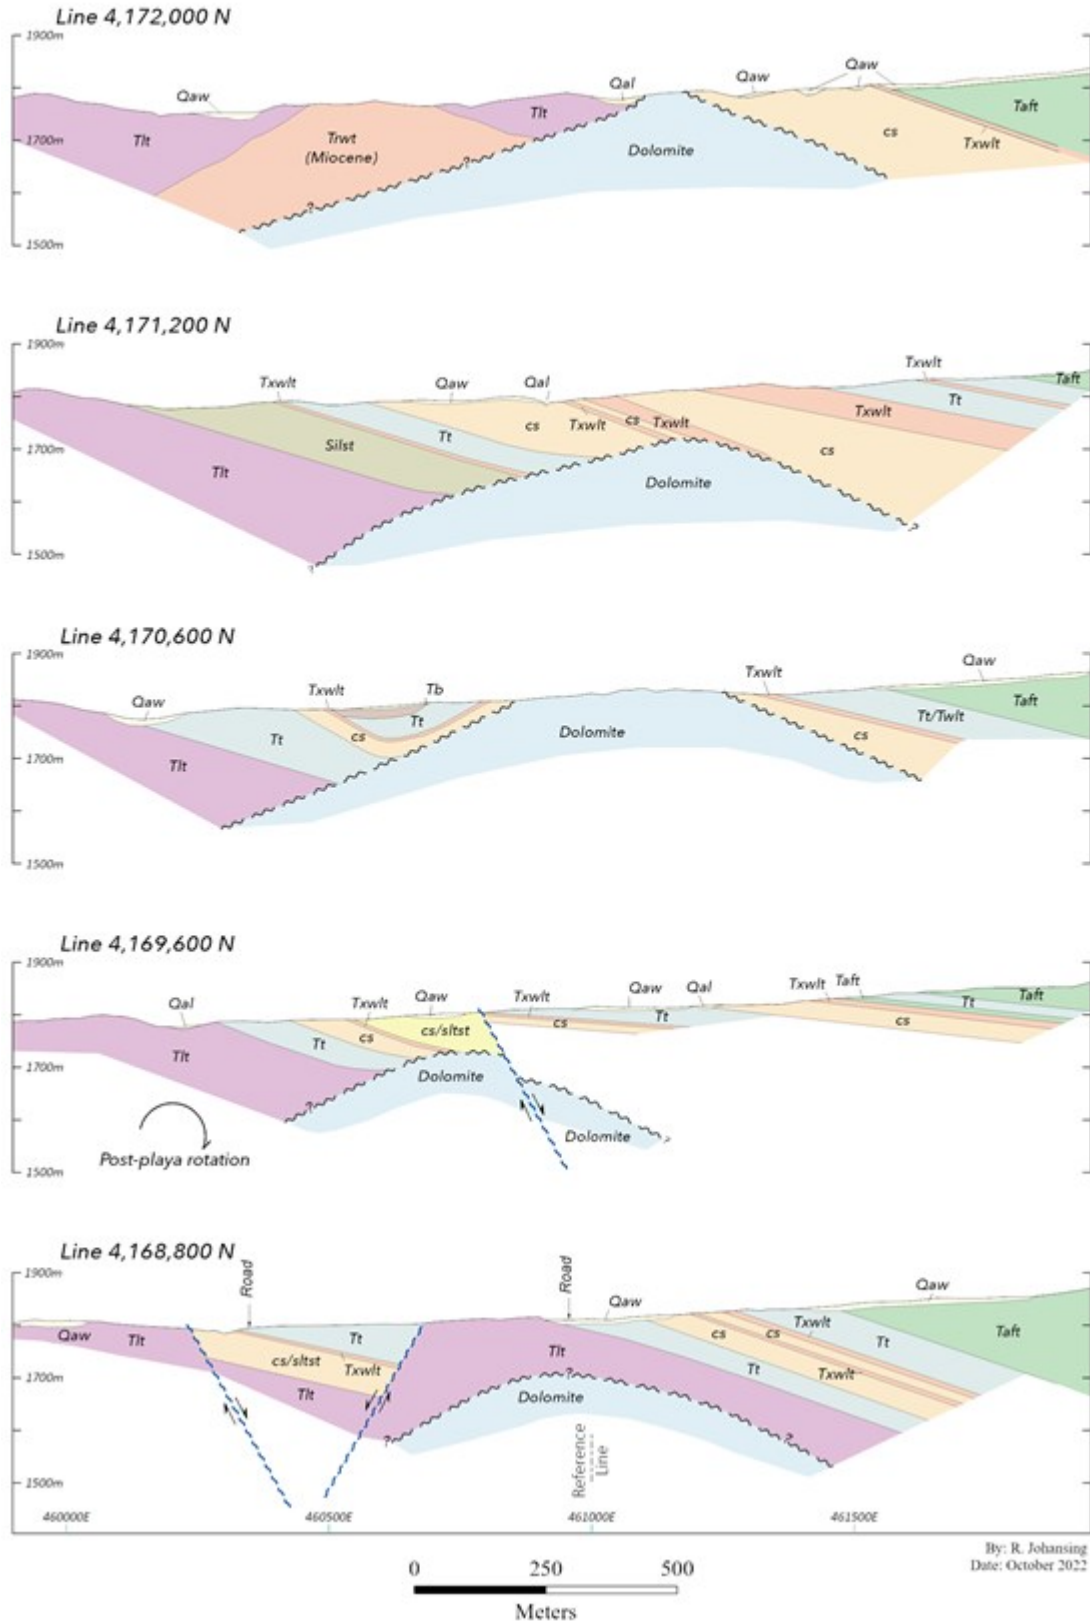 Line 4,172,000 N
1900m
Qaw
Qaw
Qal
Qaw
Tlt
Tlt
Taft
Trwt
(Miocene)
cs
Txwlt
1700m
Dolomite
?
?
1500m
Line 4,171,200 N
1900m
Txwlt
Qaw
Qal
Txwlt
Taft
Tt
Txwlt
cs
cs
Txwlt
Txwlt
Tt
Silst
cs
1700m
Tlt
Dolomite
?
1500m
?
Line 4,170,600 N
1900m
Qaw
Txwlt
Tb
Txwlt
Qaw
Taft
Tt
Tt/Twlt
Tt
cs
Dolomite
cs
1700m
Tlt
1500m
Line 4,169,600 N
1900m
Qal
Txwlt
Qaw
Txwlt
Qaw
Qal
Txwlt
Taft
Taft
Tt
Tt
cs/sltst
cs
cs
cs
Tt
Tlt
1700m
Dolomite
?
Dolomite
?
Post-playa rotation
1500m
Line 4,168,800 N
1900m
Road
Road
Qaw
Qaw
Qaw
Tlt
Tt
Txwlt
cs
cs
Tt
Taft
cs/sltst
Txwlt
Tlt
Tt
Txwlt
1700m
Tlt
?
Dolomite
?
?
Reference
Line
1500m
460000E
460500E
461000E
461500E
By: R. Johansing
Date: October 2022
0
250
500
Meters